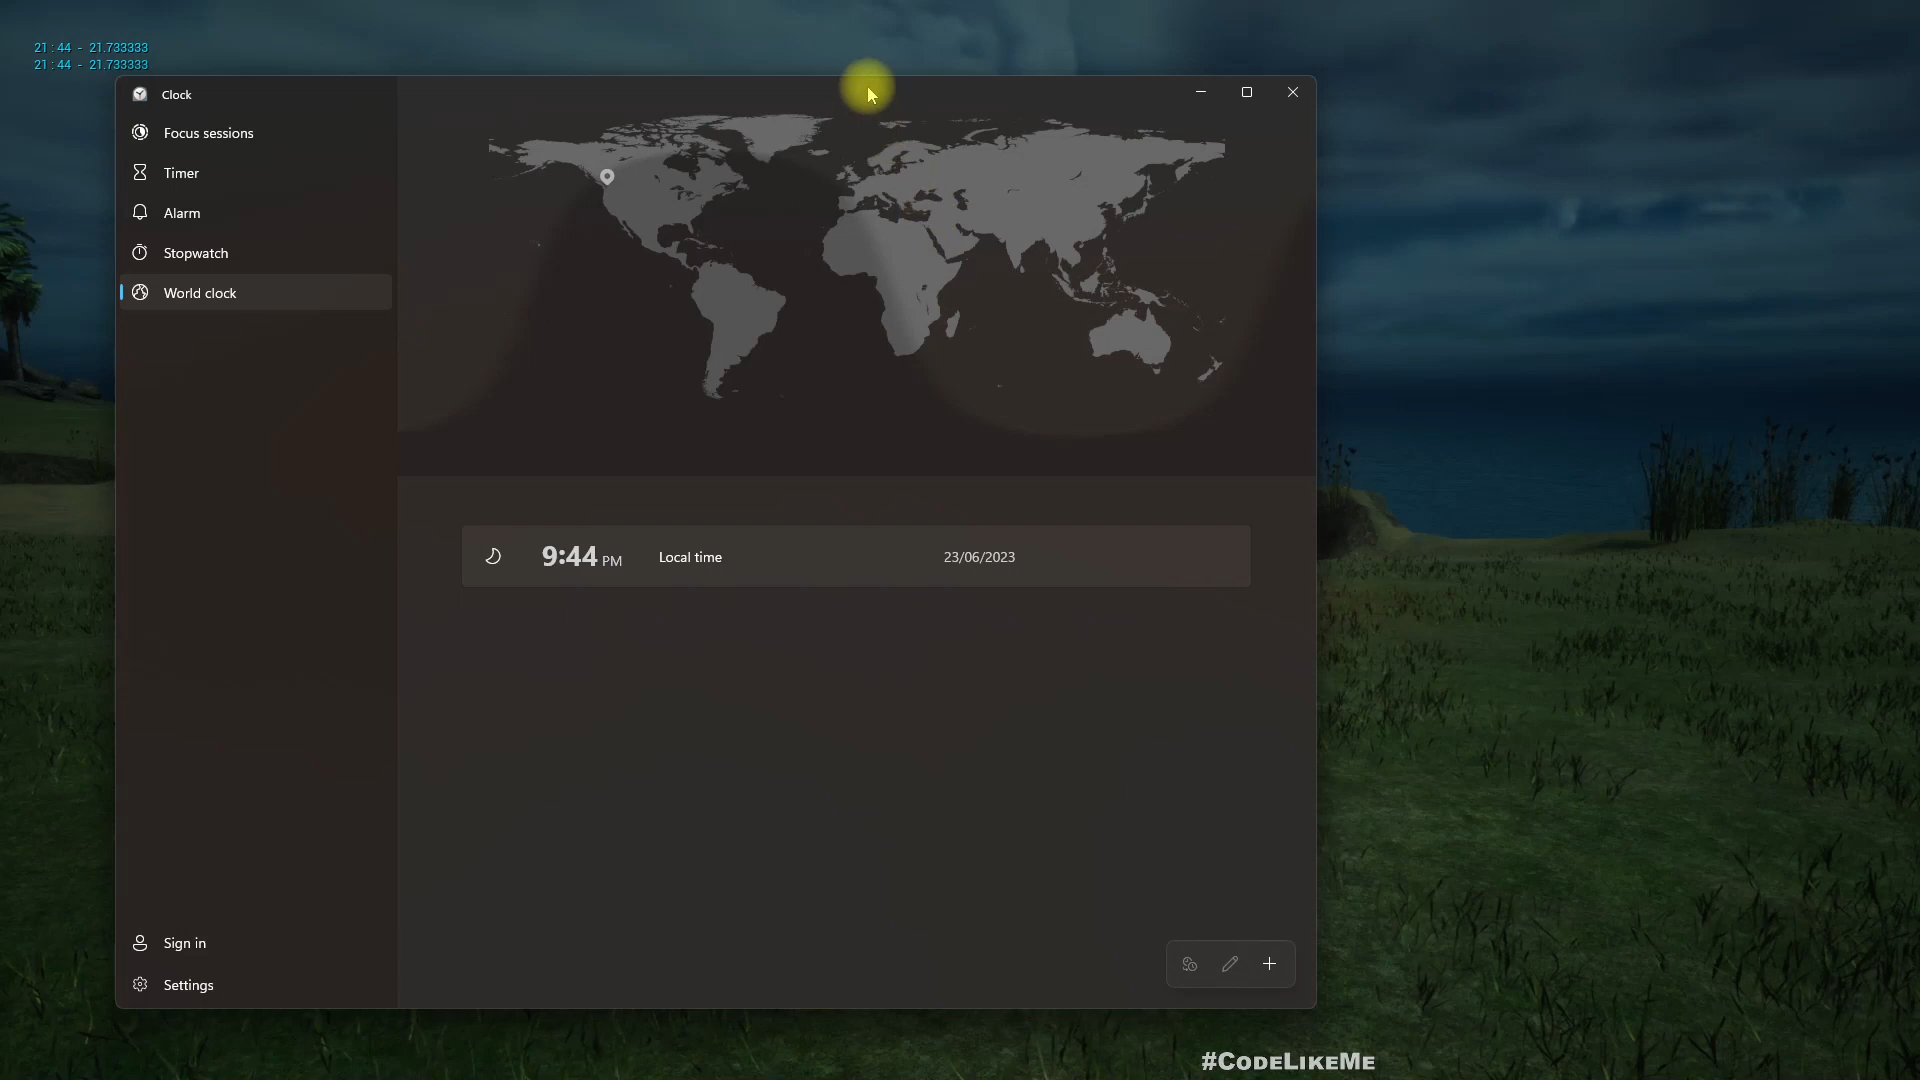 21 : 44 - 21.733333
21 : 44 - 21.733333
Clock
Focus sessions
Timer
Alarm
Stopwatch
World clock
9:44 PM Local time 23/06/2023
Sign in
Settings
#CodeLikeMe